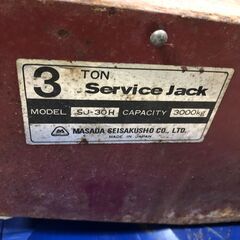 3 TON
Service Jack
MODEL SJ-30H CAPACITY 3000kg
MASADA SEISAKUSHO CO., LTD.
MADE IN JAPAN